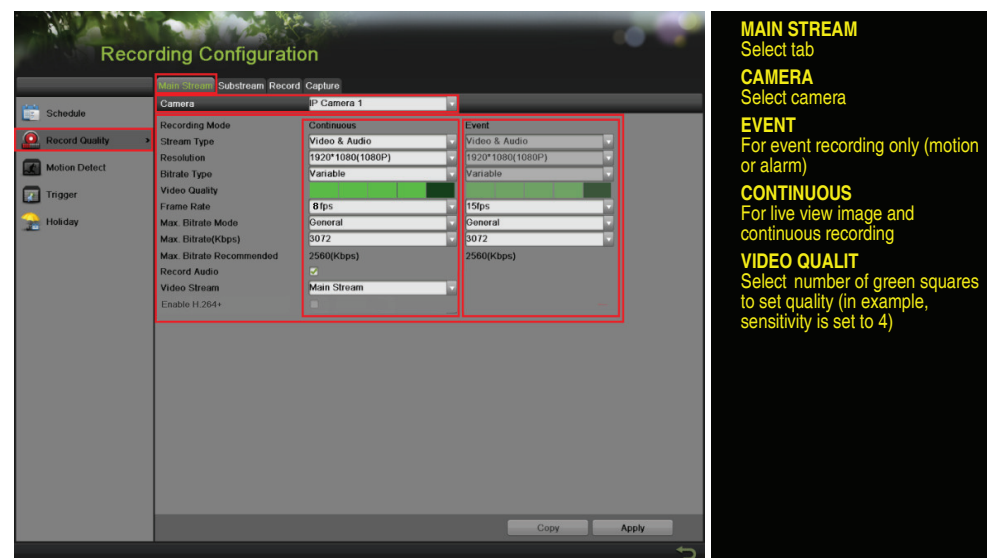 Recording Configuration
Main Stream Substream Record Capture
Camera IP Camera 1
Schedule
Record Quality
Motion Detect
Trigger
Holiday
Recording Mode Continuous Event
Stream Type Video & Audio Video & Audio
Resolution 1920*1080(1080P) 1920*1080(1080P)
Bitrate Type Variable Variable
Video Quality
Frame Rate 8fps 15fps
Max. Bitrate Mode General General
Max. Bitrate(Kbps) 3072 3072
Max. Bitrate Recommended 2560(Kbps) 2560(Kbps)
Record Audio
Video Stream Main Stream
Enable H.264+
Copy Apply
MAIN STREAM
Select tab
CAMERA
Select camera
EVENT
For event recording only (motion
or alarm)
CONTINUOUS
For live view image and
continuous recording
VIDEO QUALIT
Select number of green squares
to set quality (in example,
sensitivity is set to 4)